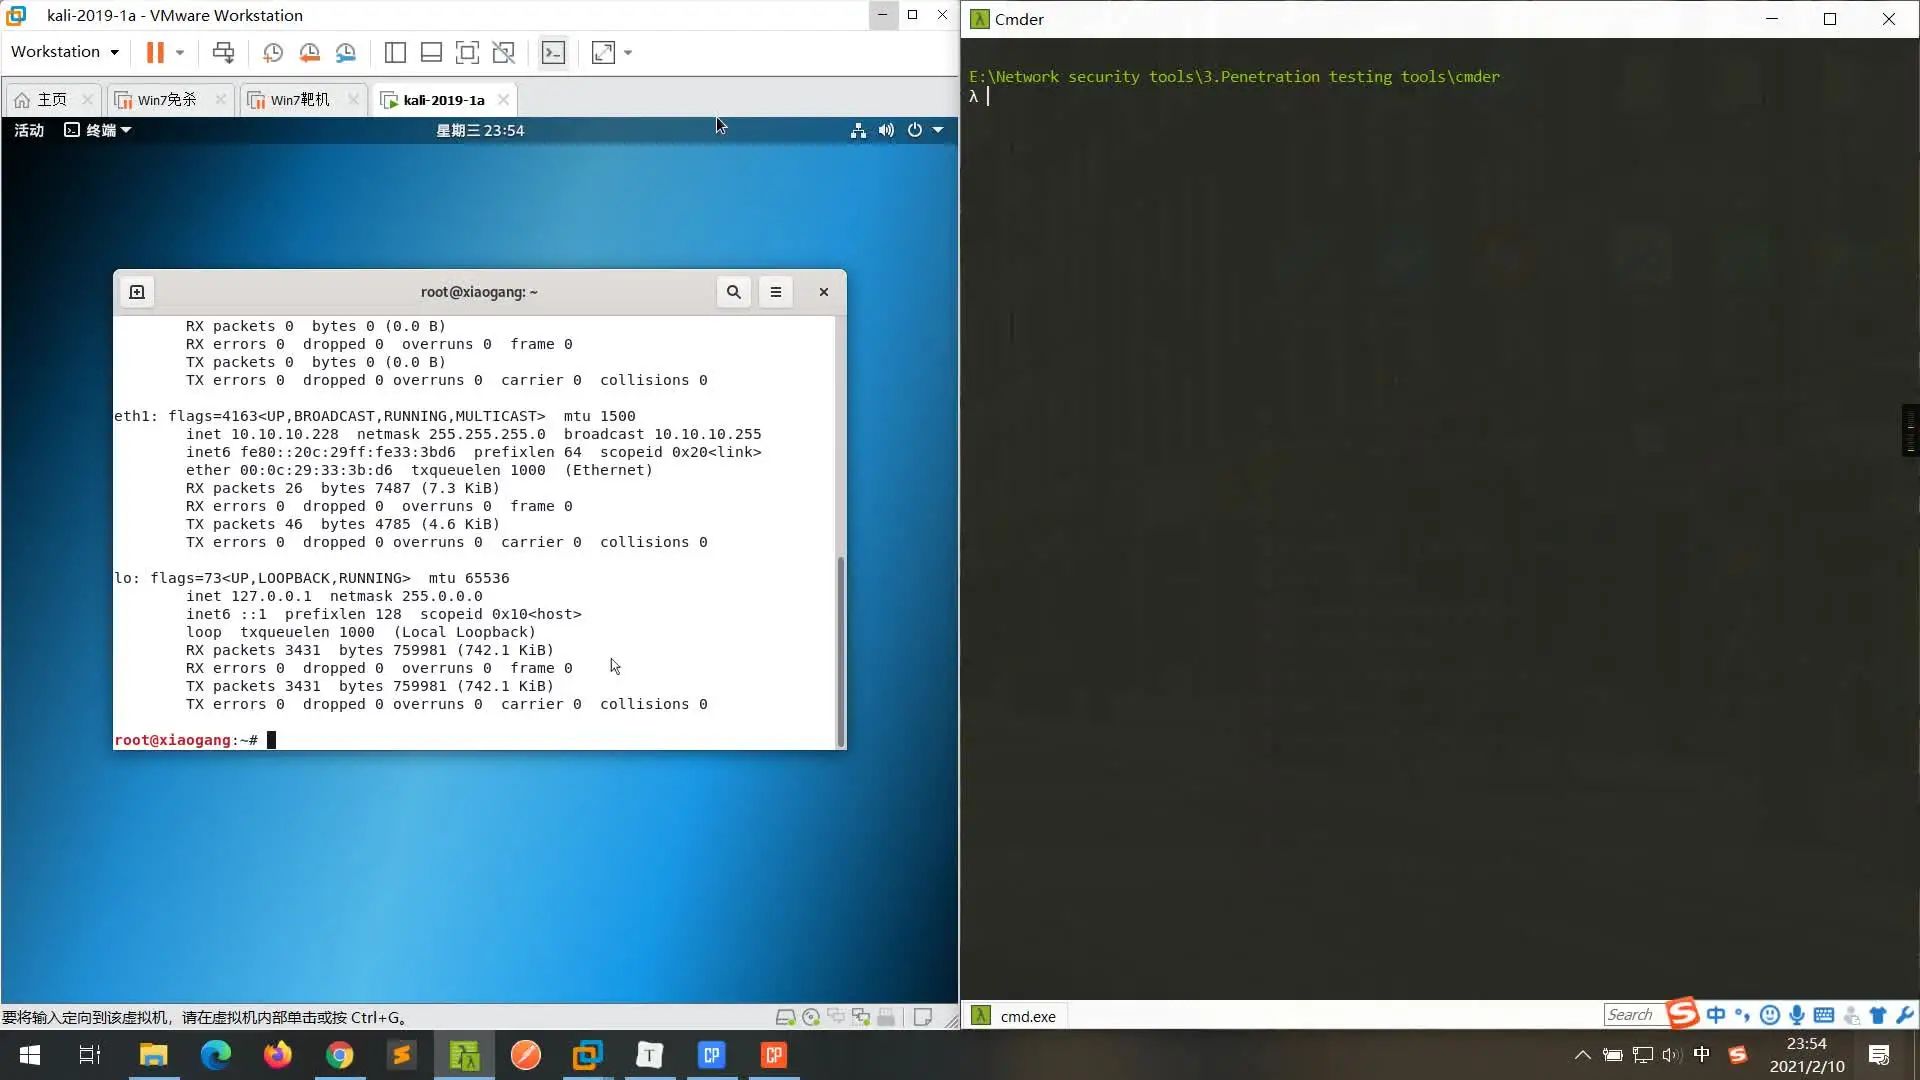 kali-2019-1a - VMware Workstation
Workstation
主页
Win7免杀
Win7靶机
kali-2019-1a
活动
终端
星期三 23:54
root@xiaogang: ~
RX packets 0  bytes 0 (0.0 B)
RX errors 0  dropped 0  overruns 0  frame 0
TX packets 0  bytes 0 (0.0 B)
TX errors 0  dropped 0 overruns 0  carrier 0  collisions 0
eth1: flags=4163<UP,BROADCAST,RUNNING,MULTICAST>  mtu 1500
inet 10.10.10.228  netmask 255.255.255.0  broadcast 10.10.10.255
inet6 fe80::20c:29ff:fe33:3bd6  prefixlen 64  scopeid 0x20<link>
ether 00:0c:29:33:3b:d6  txqueuelen 1000  (Ethernet)
RX packets 26  bytes 7487 (7.3 KiB)
RX errors 0  dropped 0  overruns 0  frame 0
TX packets 46  bytes 4785 (4.6 KiB)
TX errors 0  dropped 0 overruns 0  carrier 0  collisions 0
lo: flags=73<UP,LOOPBACK,RUNNING>  mtu 65536
inet 127.0.0.1  netmask 255.0.0.0
inet6 ::1  prefixlen 128  scopeid 0x10<host>
loop  txqueuelen 1000  (Local Loopback)
RX packets 3431  bytes 759981 (742.1 KiB)
RX errors 0  dropped 0  overruns 0  frame 0
TX packets 3431  bytes 759981 (742.1 KiB)
TX errors 0  dropped 0 overruns 0  carrier 0  collisions 0
root@xiaogang:~#
要将输入定向到该虚拟机，请在虚拟机内部单击或按 Ctrl+G。
Cmder
E:\Network security tools\3.Penetration testing tools\cmder
λ
cmd.exe
Search
中
T
CP
CP
中
23:54
2021/2/10